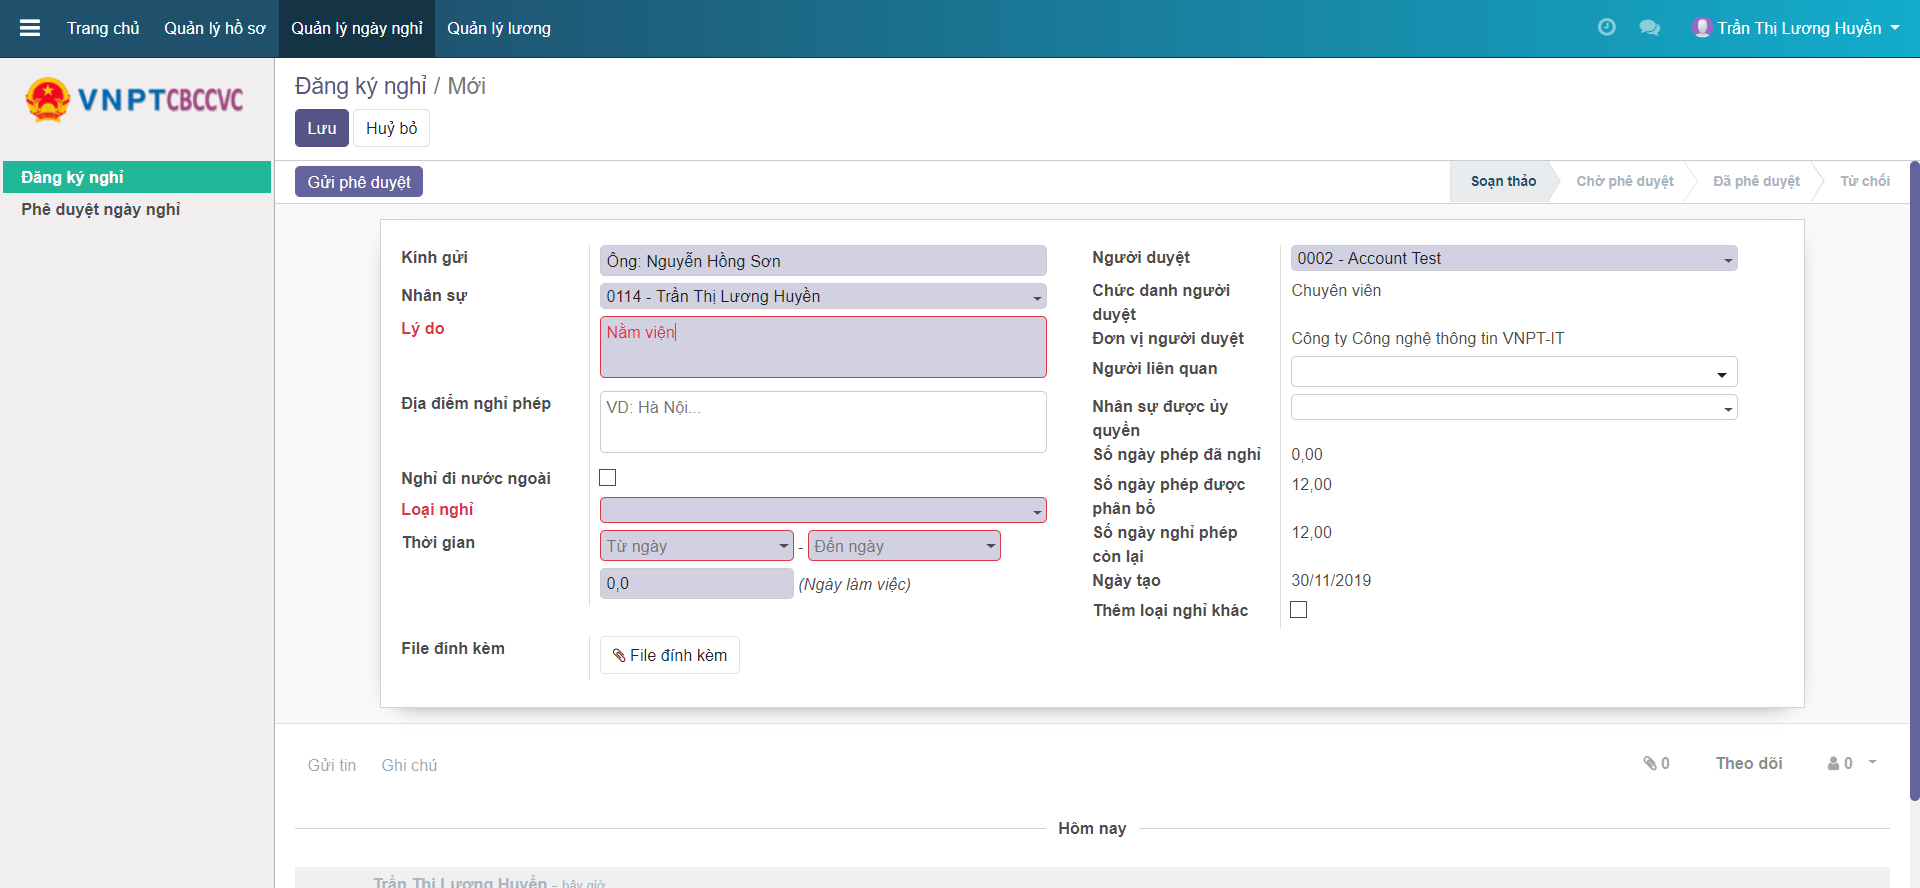 Trang chủ Quản lý hồ sơ Quản lý ngày nghỉ Quản lý lương Trần Thị Lương Huyền
VNPTCBCCVC
Đăng ký nghỉ
Phê duyệt ngày nghỉ
Đăng ký nghỉ / Mới
Lưu Huỷ bỏ
Gửi phê duyệt
Soạn thảo Chờ phê duyệt Đã phê duyệt Từ chối
Kính gửi Ông: Nguyễn Hồng Sơn
Nhân sự 0114 - Trần Thị Lương Huyền
Lý do Nằm viện
Địa điểm nghỉ phép VD: Hà Nội...
Nghỉ đi nước ngoài
Loại nghỉ
Thời gian Từ ngày - Đến ngày
0,0 (Ngày làm việc)
File đính kèm File đính kèm
Người duyệt 0002 - Account Test
Chức danh người duyệt Chuyên viên
Đơn vị người duyệt Công ty Công nghệ thông tin VNPT-IT
Người liên quan
Nhân sự được ủy quyền
Số ngày phép đã nghỉ 0,00
Số ngày phép được phân bổ 12,00
Số ngày nghỉ phép còn lại 12,00
Ngày tạo 30/11/2019
Thêm loại nghỉ khác
Gửi tin Ghi chú 0 Theo dõi 0
Hôm nay
Trần Thị Lương Huyền - bây giờ